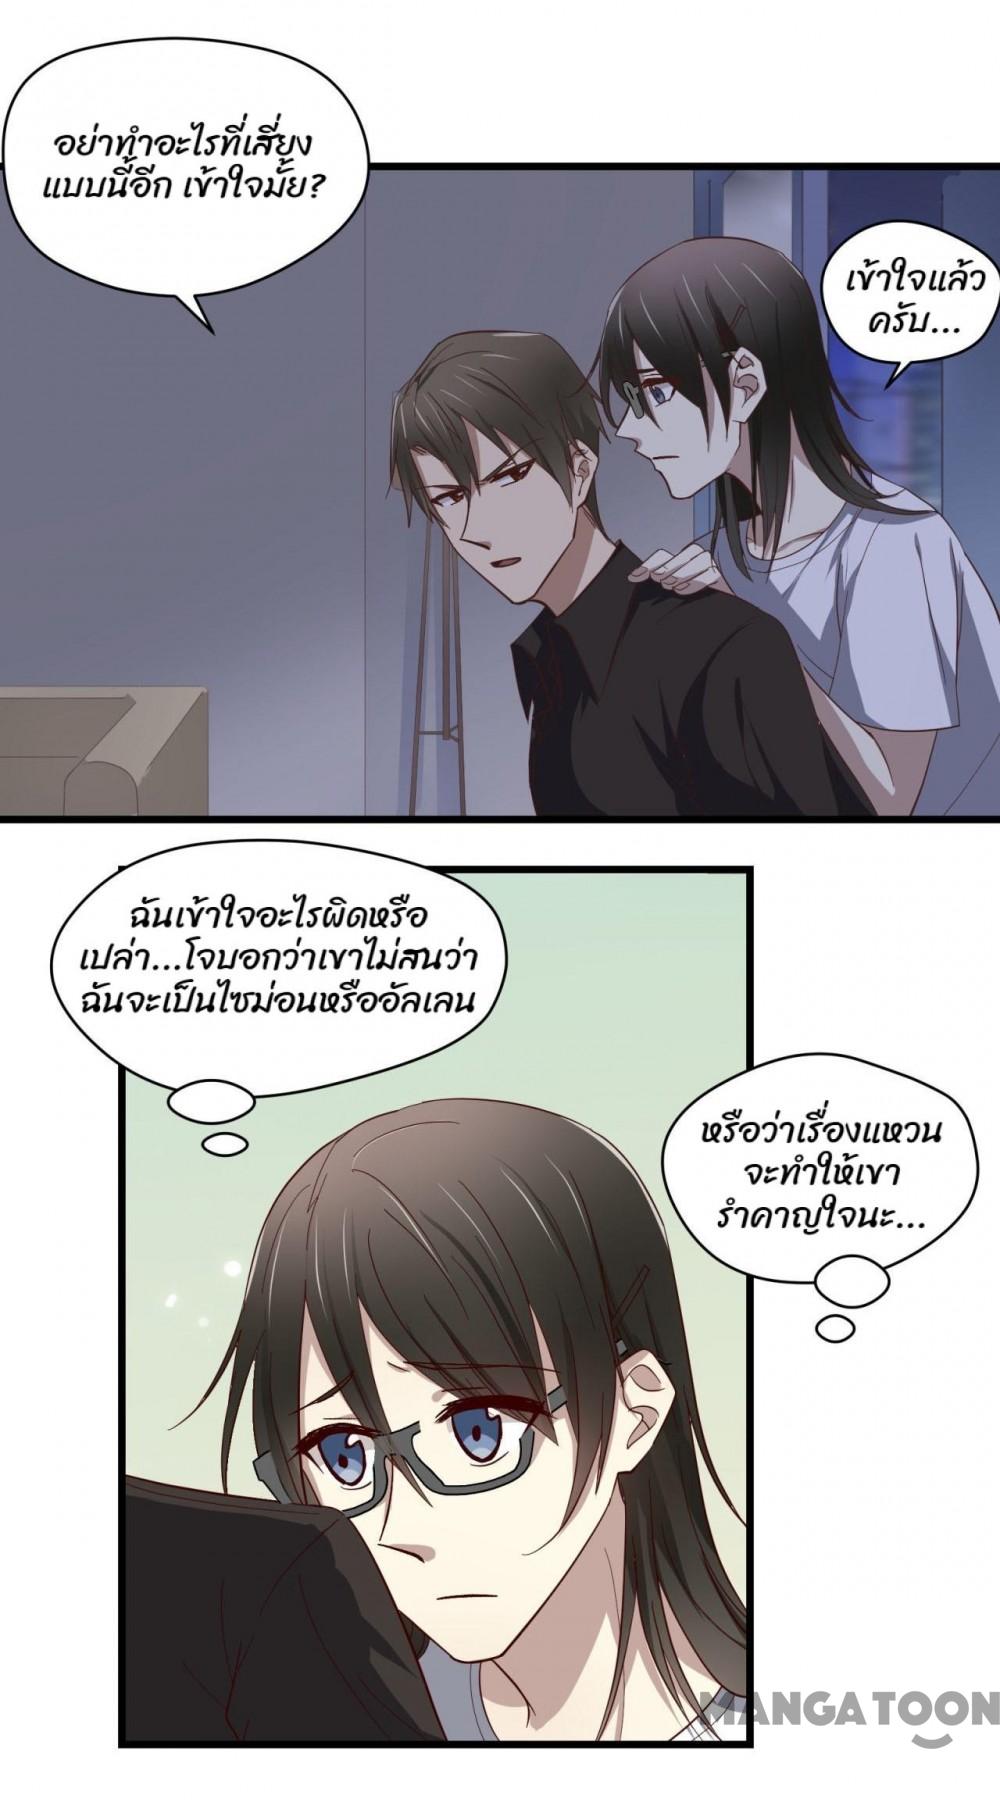 อย่าทำอะไรที่เสี่ยง
แบบนี้อีก เข้าใจมั้ย?
เข้าใจแล้ว
ครับ...
ฉันเข้าใจอะไรผิดหรือ
เปล่า...โจบอกว่าเขาไม่สนว่า
ฉันจะเป็นไซม่อนหรืออัลเลน
หรือว่าเรื่องแหวน
จะทำให้เขา
รำคาญใจนะ...
MANGATOON